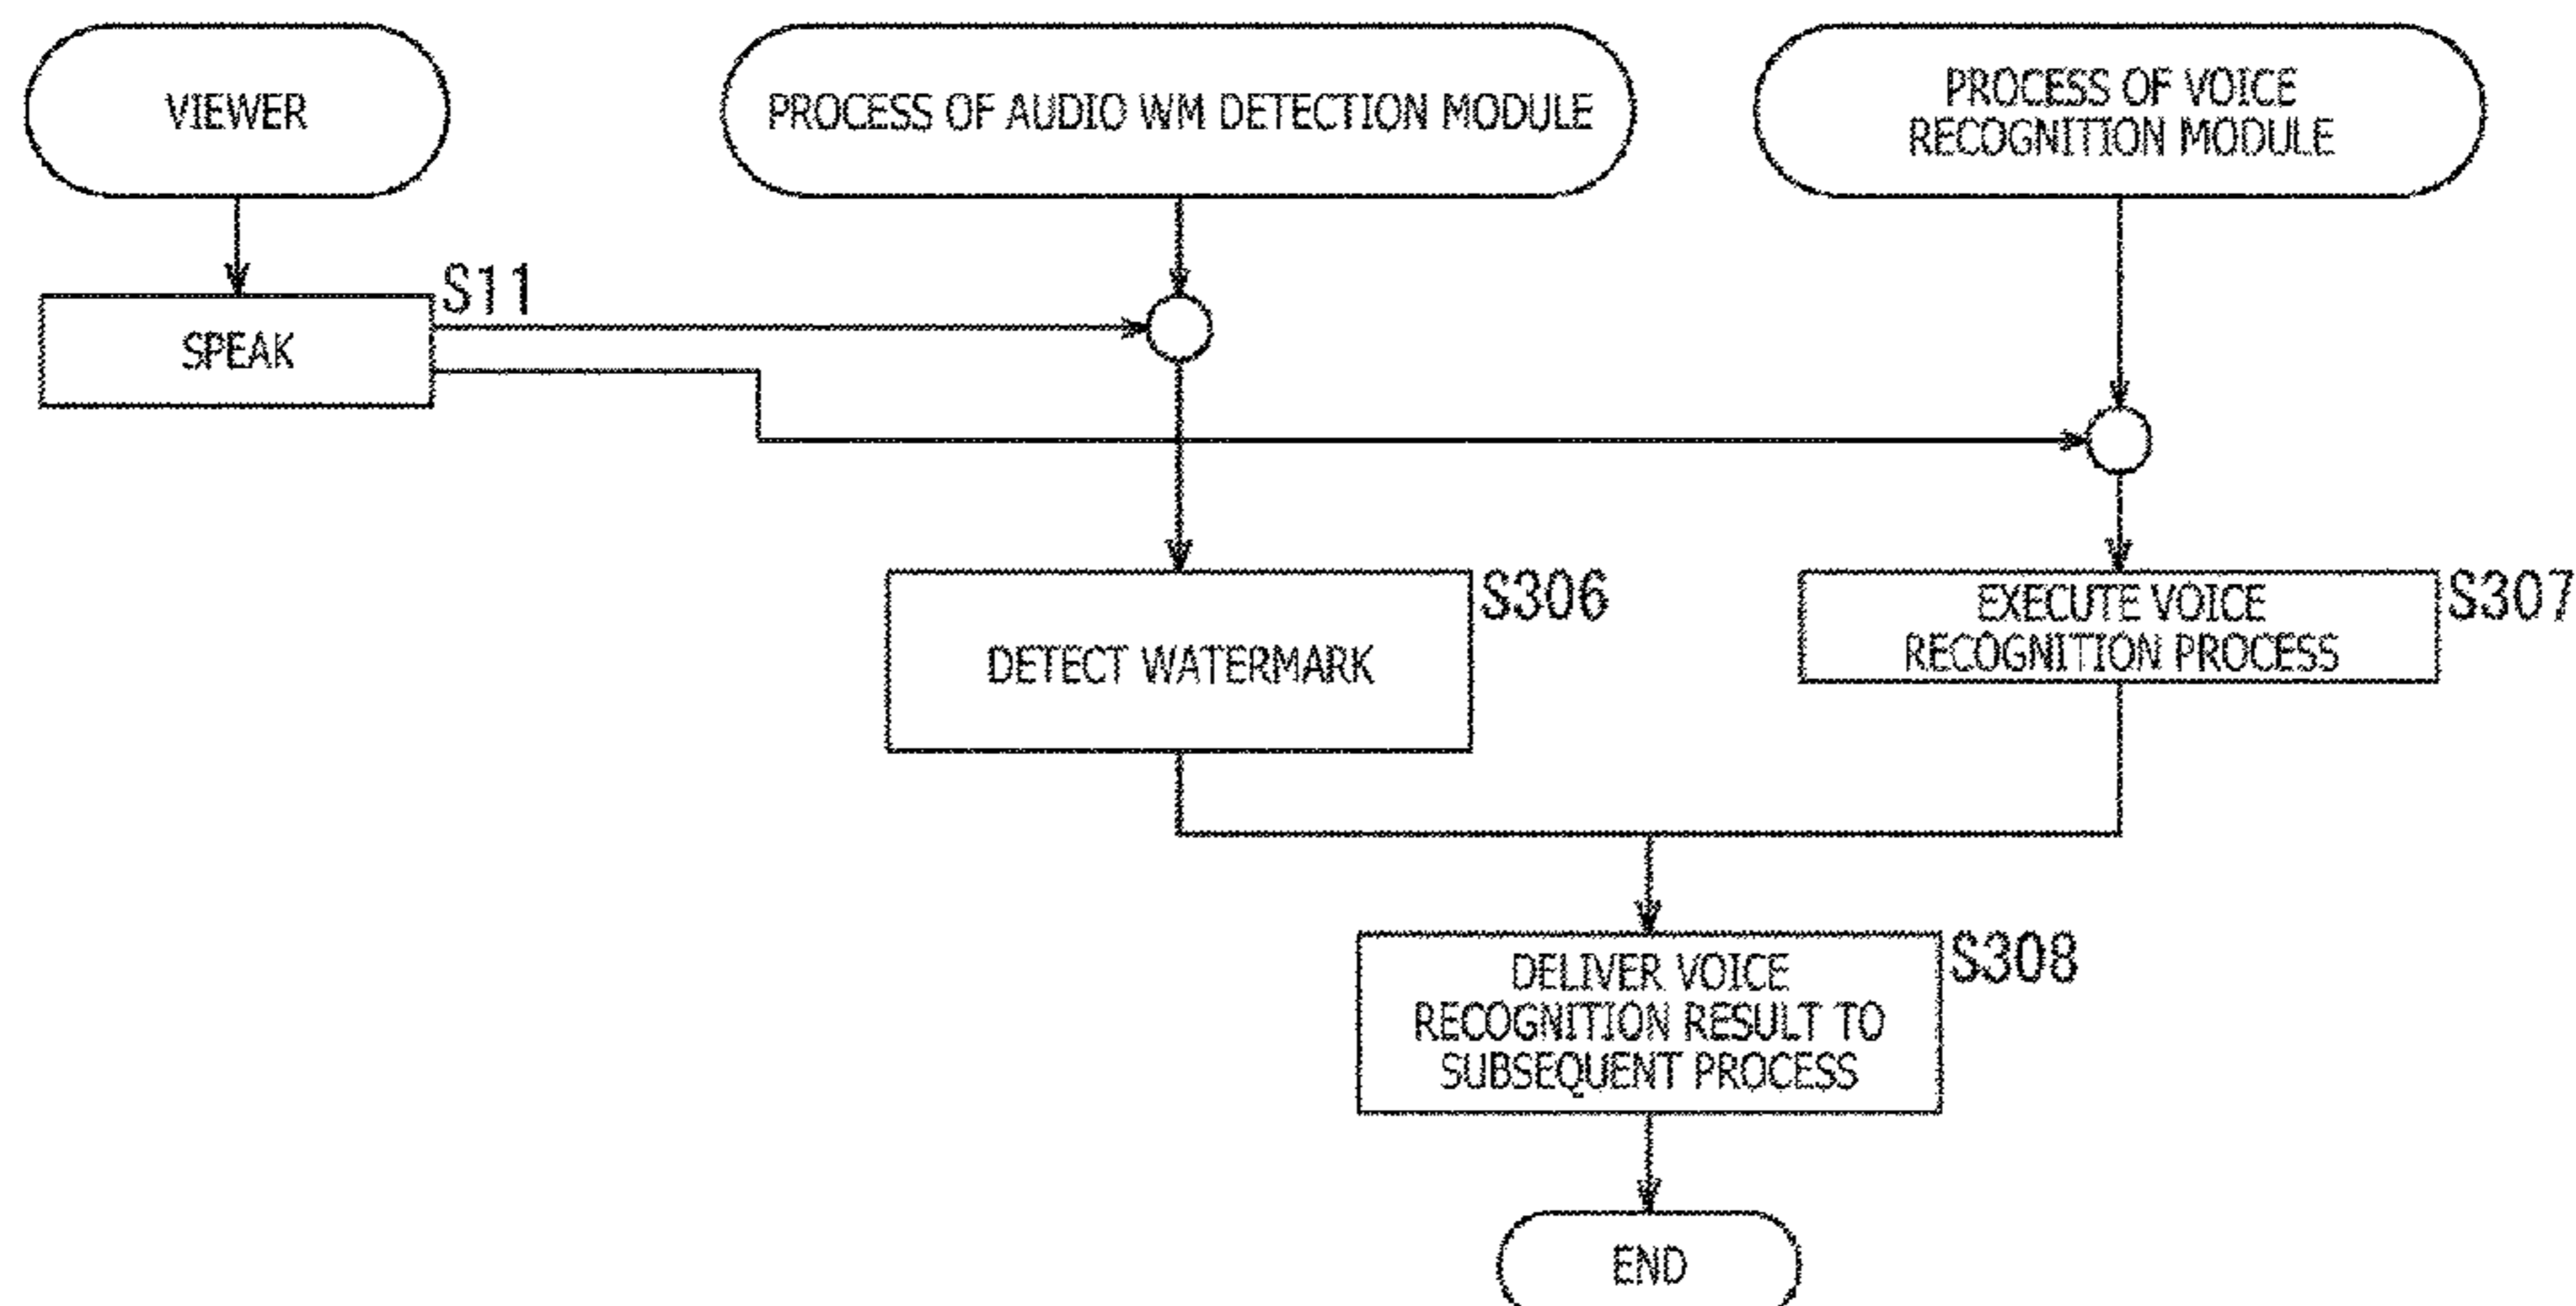 VIEWER
PROCESS OF AUDIO WM DETECTION MODULE
PROCESS OF VOICE
RECOGNITION MODULE
S11
SPEAK
S306
DETECT WATERMARK
S307
EXECUTE VOICE
RECOGNITION PROCESS
S308
DELIVER VOICE
RECOGNITION RESULT TO
SUBSEQUENT PROCESS
END